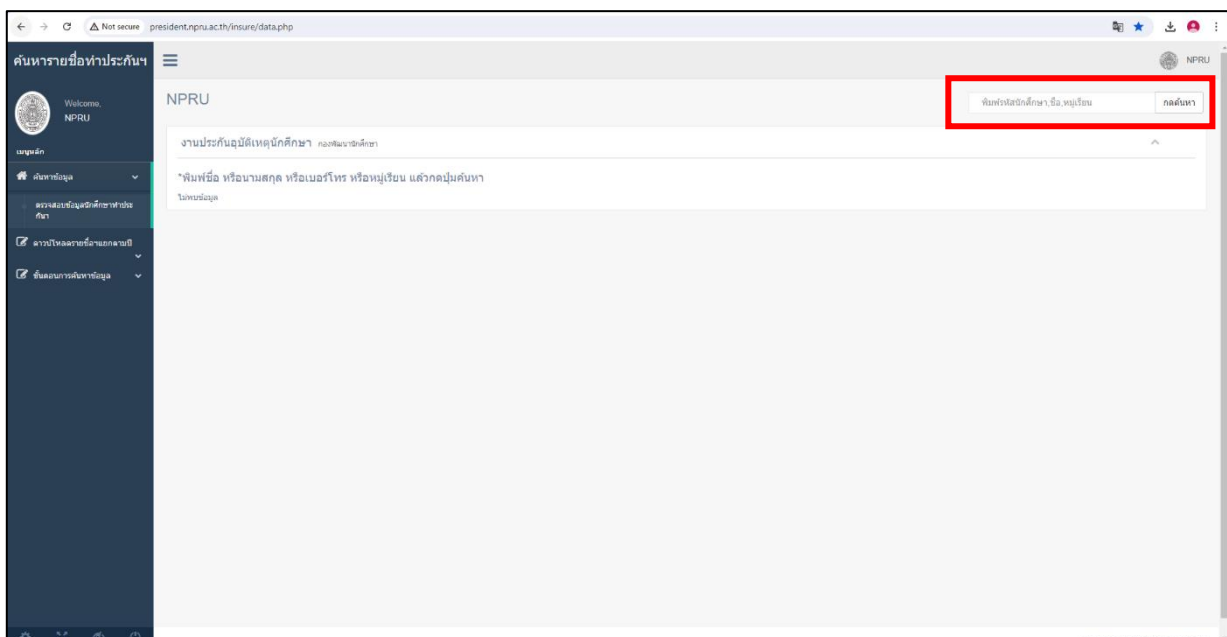 Not secure president.npru.ac.th/insure/data.php
ค้นหารายชื่อทำประกันฯ
NPRU
Welcome,
NPRU
NPRU
พิมพ์รหัสนักศึกษา,ชื่อ,หมู่เรียน
กดค้นหา
เมนูหลัก
งานประกันอุบัติเหตุนักศึกษา กองพัฒนานักศึกษา
ค้นหาข้อมูล
*พิมพ์ชื่อ หรือนามสกุล หรือเบอร์โทร หรือหมู่เรียน แล้วกดปุ่มค้นหา
ไม่พบข้อมูล
ตรวจสอบข้อมูลนักศึกษาทำประ
กันฯ
ดาวน์โหลดรายชื่อฯแยกตามปี
ขั้นตอนการค้นหาข้อมูล